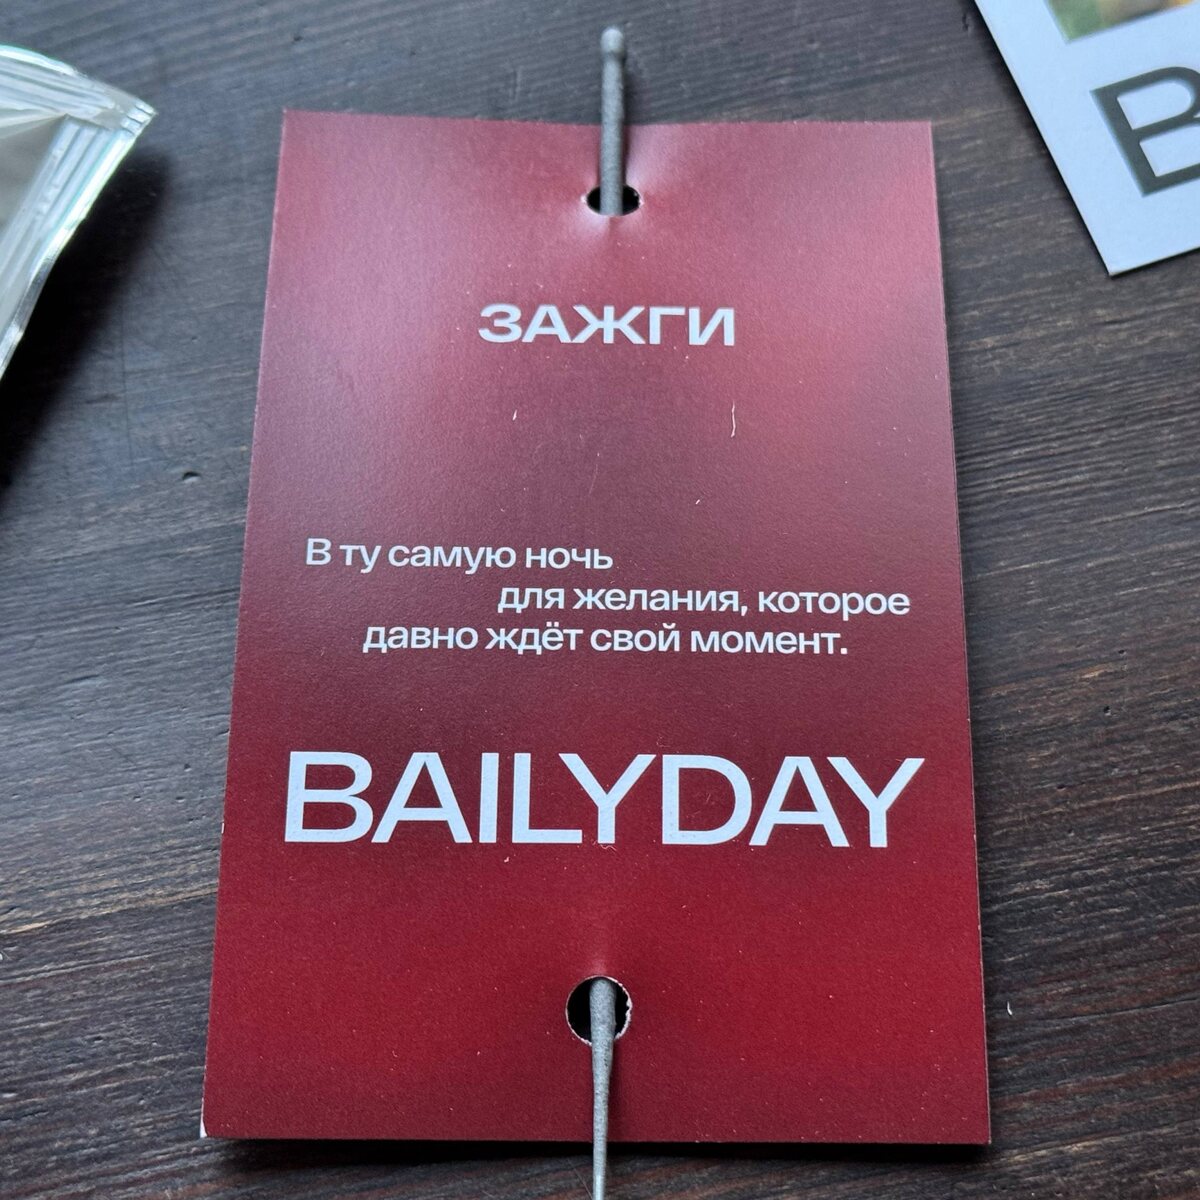 ЗАЖГИ
В ту самую ночь
для желания, которое
давно ждёт свой момент.
BAILYDAY
B